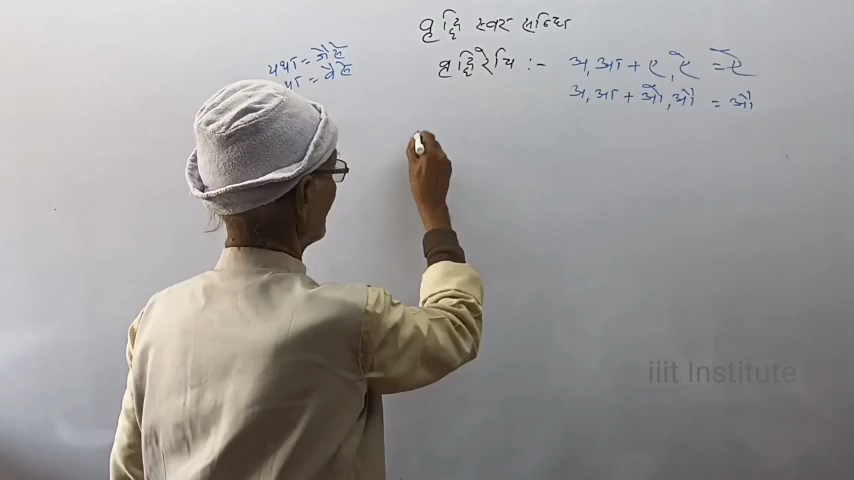 वृद्धि स्वर सन्धि
यथा = जैसे
था = वैसे
वृद्धिरेचि :- अ, आ + ए, ऐ = ऐ
अ, आ + ओ, औ = औ
iiit Institute